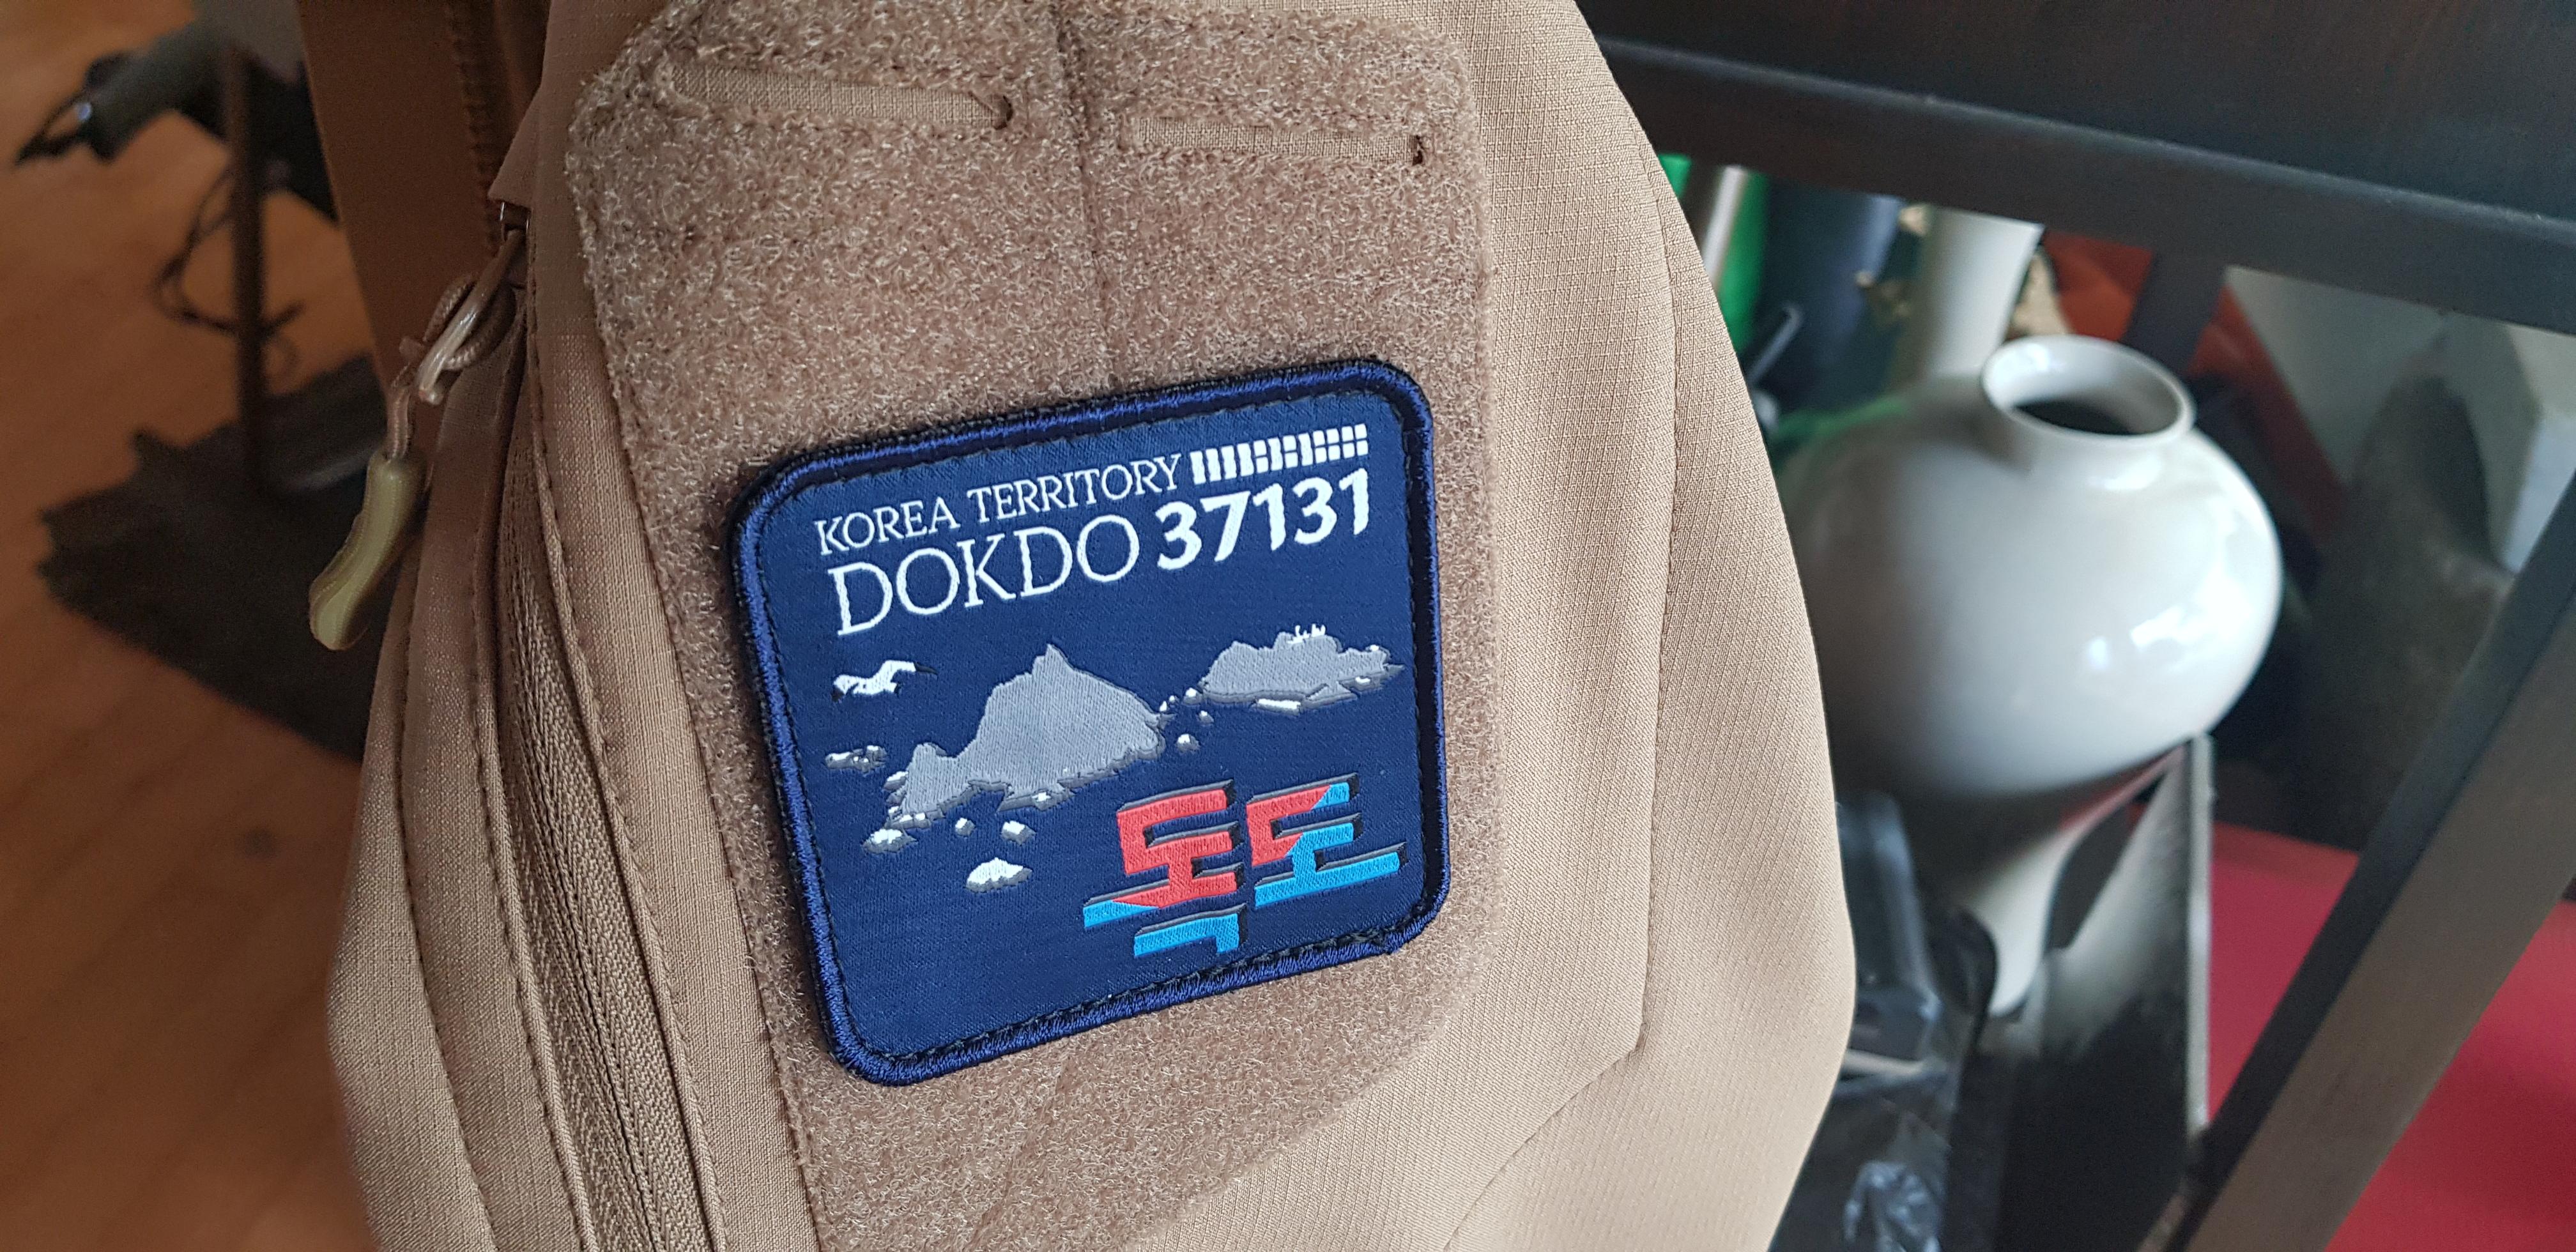 KOREA TERRITORY
DOKDO 37131
독도